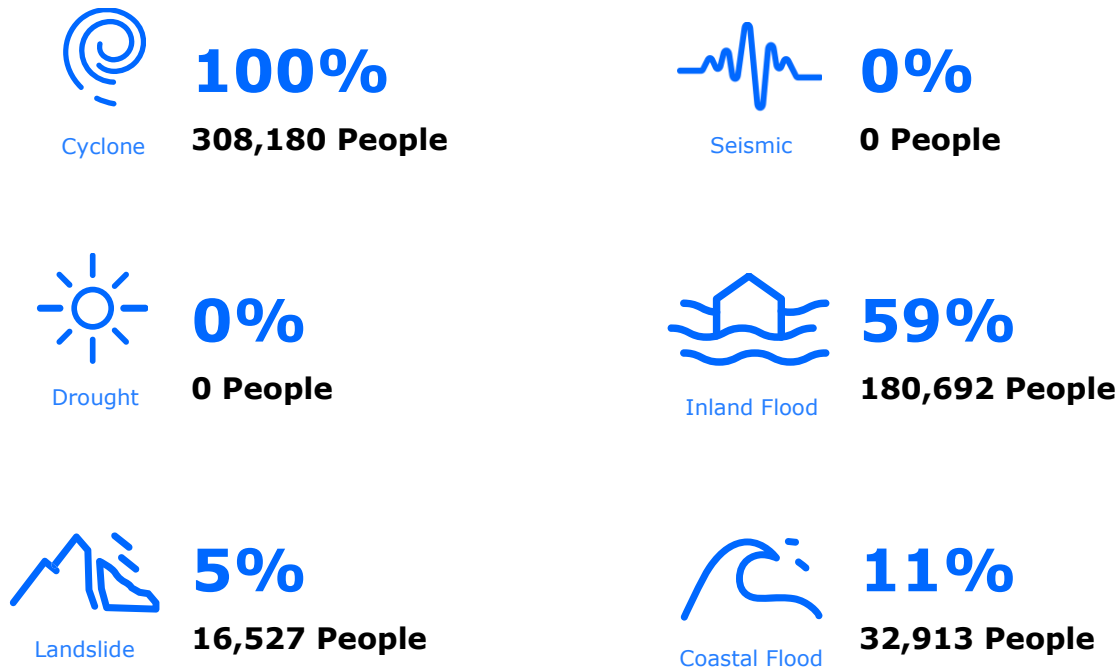 100%
Cyclone
308,180 People
0%
Seismic
0 People
0%
Drought
0 People
59%
Inland Flood
180,692 People
5%
Landslide
16,527 People
11%
Coastal Flood
32,913 People